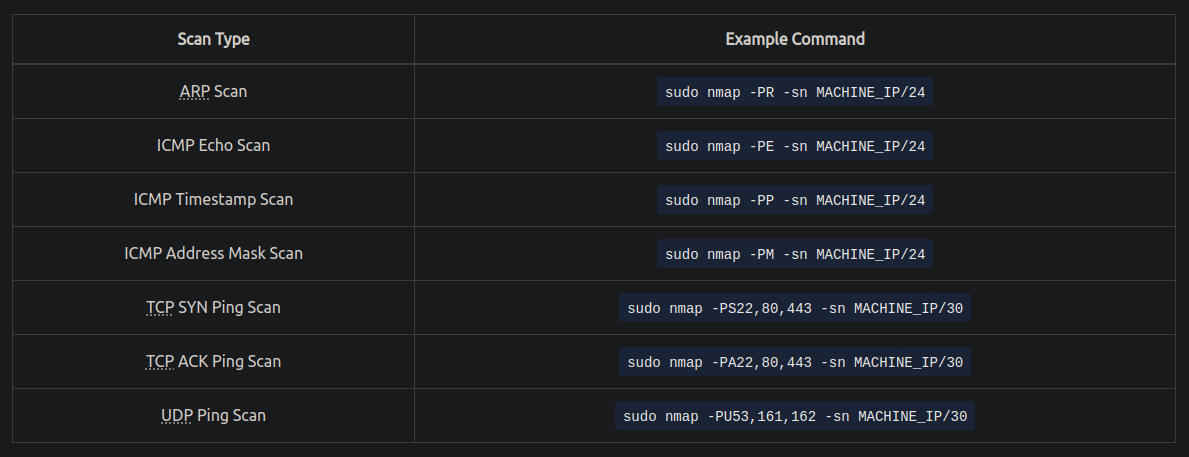 Scan Type Example Command
ARP Scan sudo nmap -PR -sn MACHINE_IP/24
ICMP Echo Scan sudo nmap -PE -sn MACHINE_IP/24
ICMP Timestamp Scan sudo nmap -PP -sn MACHINE_IP/24
ICMP Address Mask Scan sudo nmap -PM -sn MACHINE_IP/24
TCP SYN Ping Scan sudo nmap -PS22,80,443 -sn MACHINE_IP/30
TCP ACK Ping Scan sudo nmap -PA22,80,443 -sn MACHINE_IP/30
UDP Ping Scan sudo nmap -PU53,161,162 -sn MACHINE_IP/30